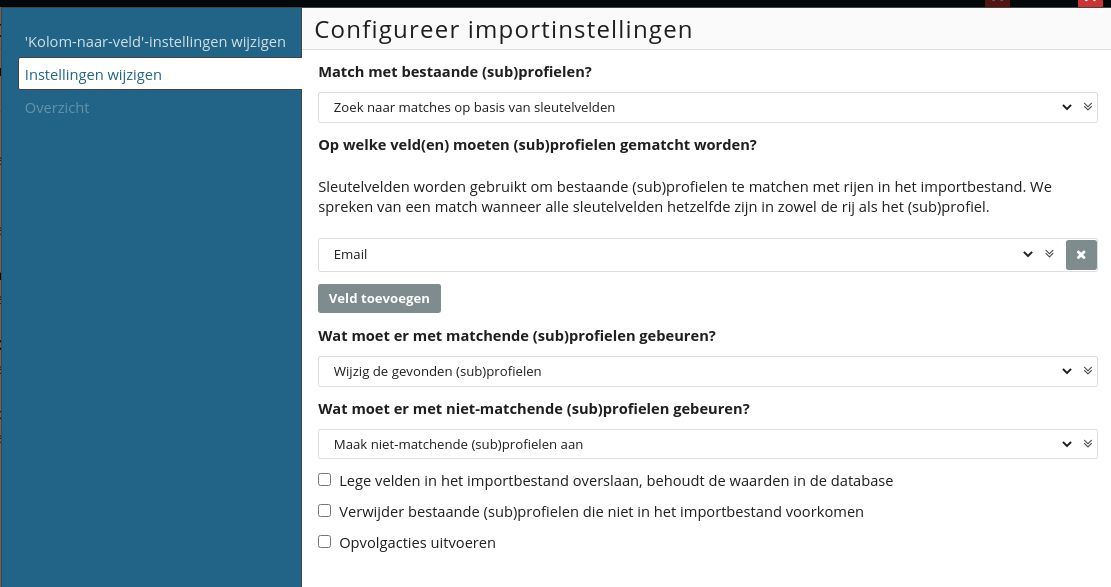 Configureer importinstellingen
'Kolom-naar-veld'-instellingen wijzigen
Instellingen wijzigen
Overzicht
Match met bestaande (sub)profielen?
Zoek naar matches op basis van sleutelvelden
Op welke veld(en) moeten (sub)profielen gematcht worden?
Sleutelvelden worden gebruikt om bestaande (sub)profielen te matchen met rijen in het importbestand. We
spreken van een match wanneer alle sleutelvelden hetzelfde zijn in zowel de rij als het (sub)profiel.
Email
Veld toevoegen
Wat moet er met matchende (sub)profielen gebeuren?
Wijzig de gevonden (sub)profielen
Wat moet er met niet-matchende (sub)profielen gebeuren?
Maak niet-matchende (sub)profielen aan
Lege velden in het importbestand overslaan, behoudt de waarden in de database
Verwijder bestaande (sub)profielen die niet in het importbestand voorkomen
Opvolgacties uitvoeren